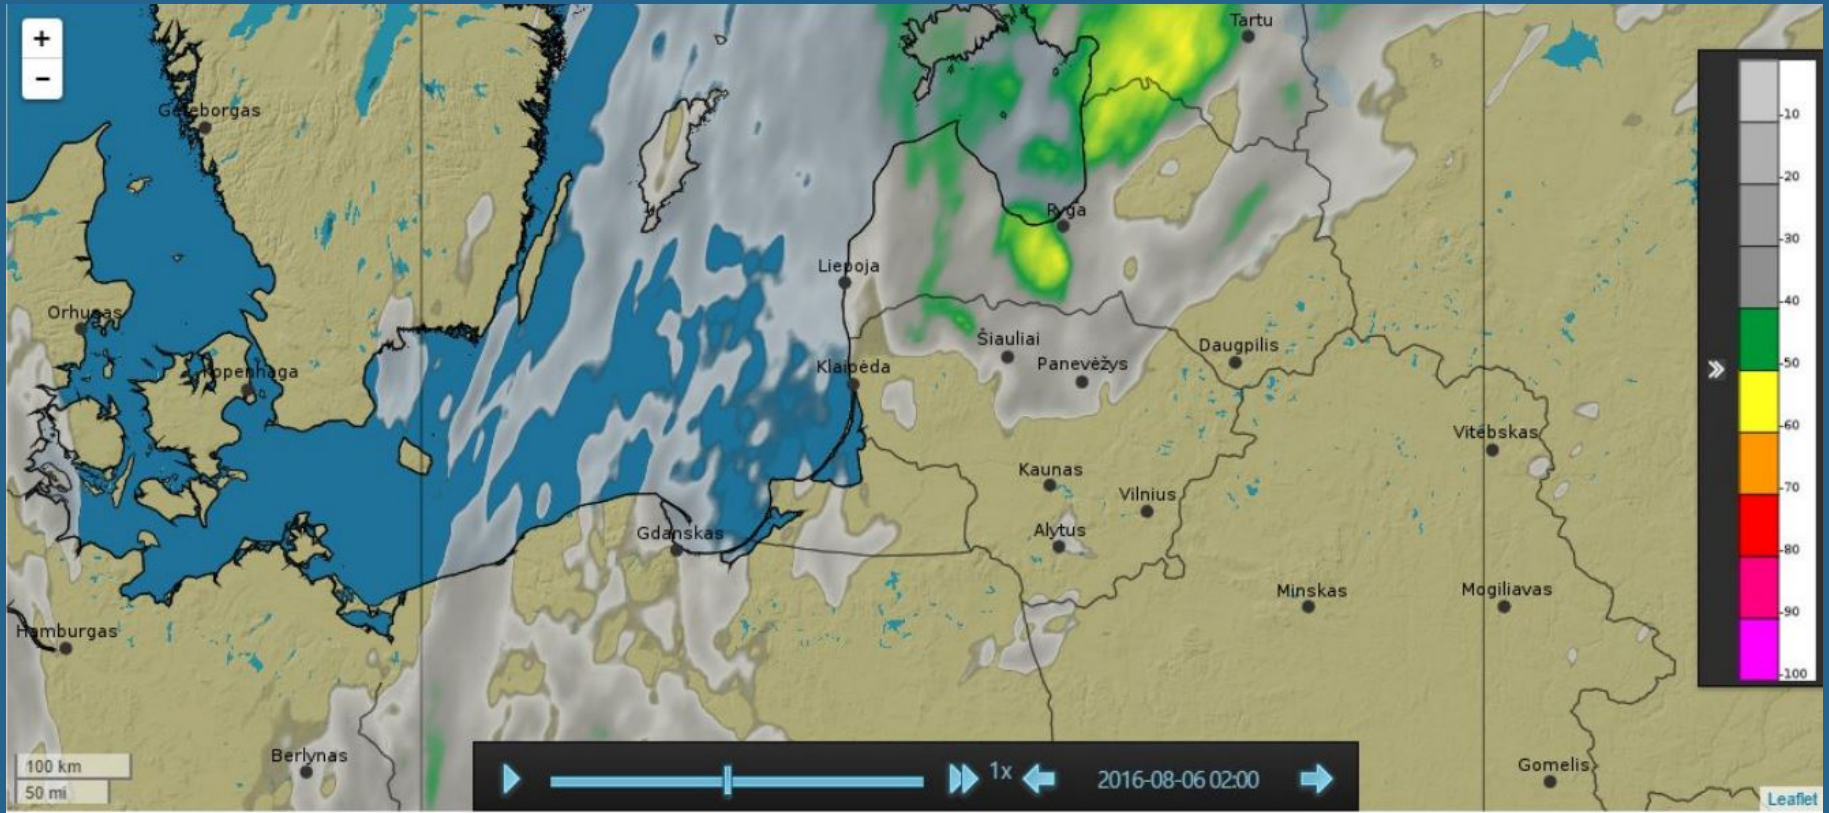 +
−
Tartu
Geteborgas
Ryga
Liepoja
Orhusas
Šiauliai
Panevėžys
Daugpilis
Kopenhaga
Klaipėda
Vitebskas
Kaunas
Vilnius
Gdanskas
Alytus
Minskas
Mogiliavas
Hamburgas
Berlynas
Gomelis
-10
-20
-30
-40
-50
-60
-70
-80
-90
-100
100 km
50 mi
1x
2016-08-06 02:00
Leaflet